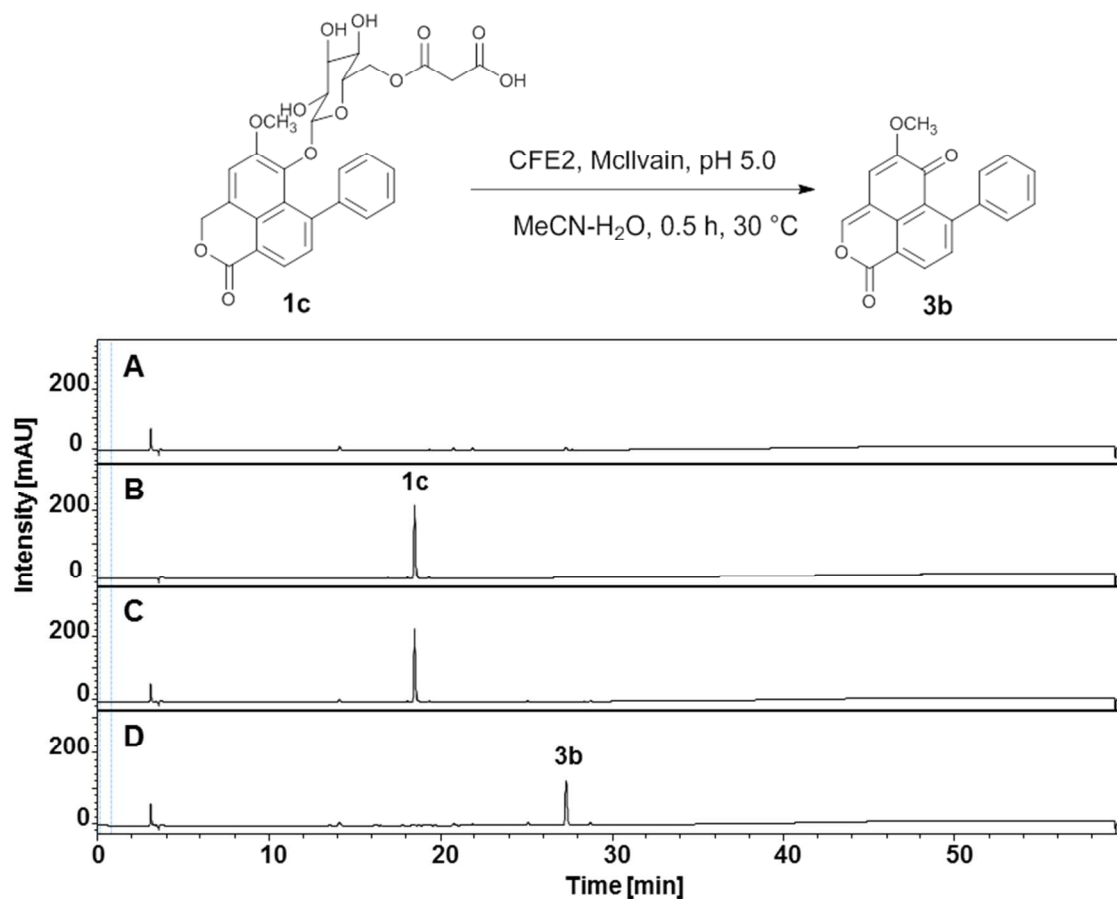 OH OH
OH
HO
O O
O OH
O
OCH₃ O
O
O
1c
CFE2, McIlvain, pH 5.0
MeCN-H₂O, 0.5 h, 30 °C
OCH₃
O
O
O
3b
Intensity [mAU]
A
200
0
B
1c
200
0
C
200
0
D
3b
200
0
0 10 20 30 40 50
Time [min]